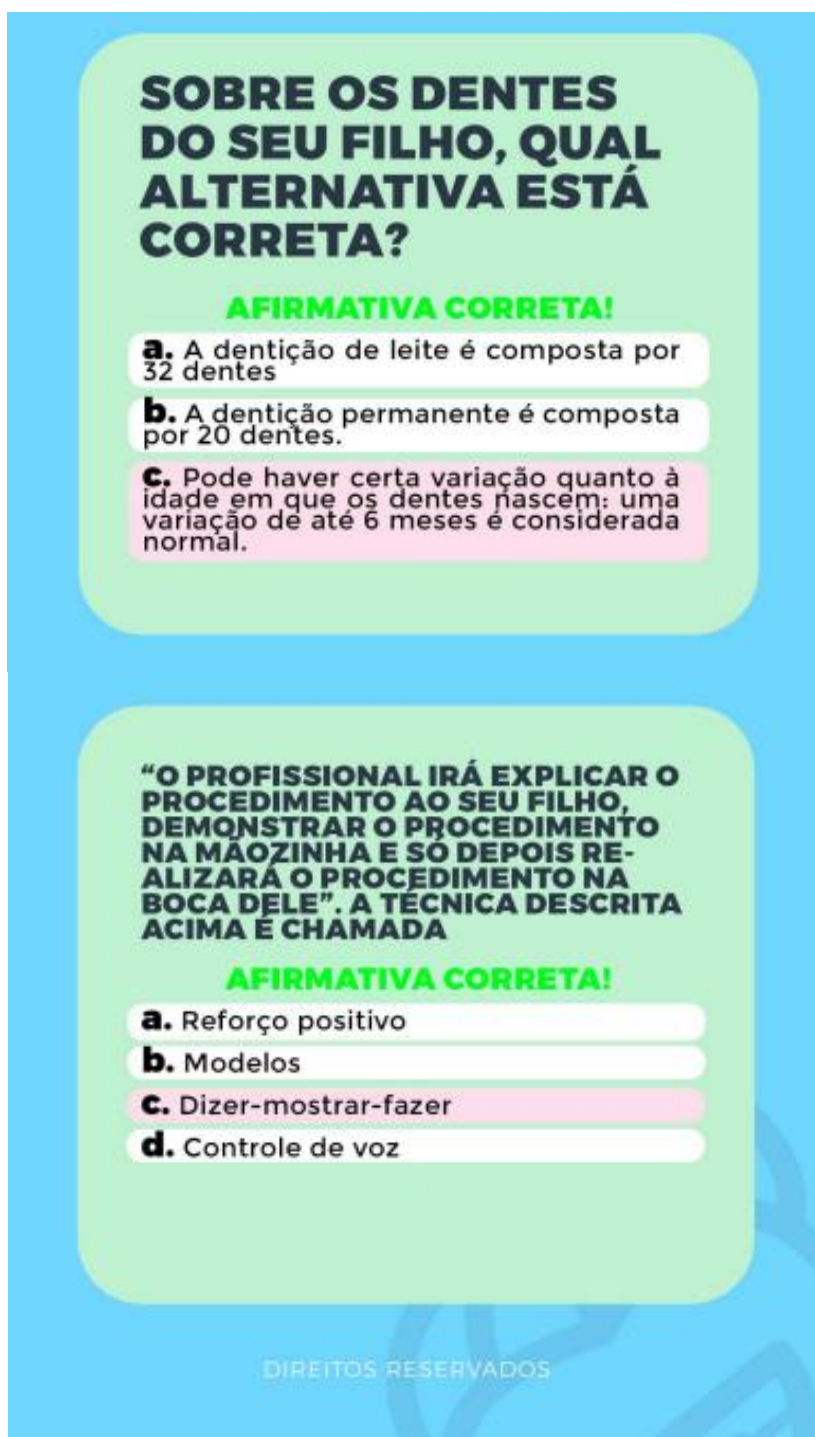 SOBRE OS DENTES
DO SEU FILHO, QUAL
ALTERNATIVA ESTÁ
CORRETA?
AFIRMATIVA CORRETA!
a. A dentição de leite é composta por
32 dentes
b. A dentição permanente é composta
por 20 dentes.
c. Pode haver certa variação quanto à
idade em que os dentes nascem: uma
variação de até 6 meses é considerada
normal.
“O PROFISSIONAL IRÁ EXPLICAR O
PROCEDIMENTO AO SEU FILHO,
DEMONSTRAR O PROCEDIMENTO
NA MÃOZINHA E SÓ DEPOIS RE-
ALIZARÁ O PROCEDIMENTO NA
BOCA DELE”. A TÉCNICA DESCRITA
ACIMA É CHAMADA
AFIRMATIVA CORRETA!
a. Reforço positivo
b. Modelos
c. Dizer-mostrar-fazer
d. Controle de voz
DIREITOS RESERVADOS